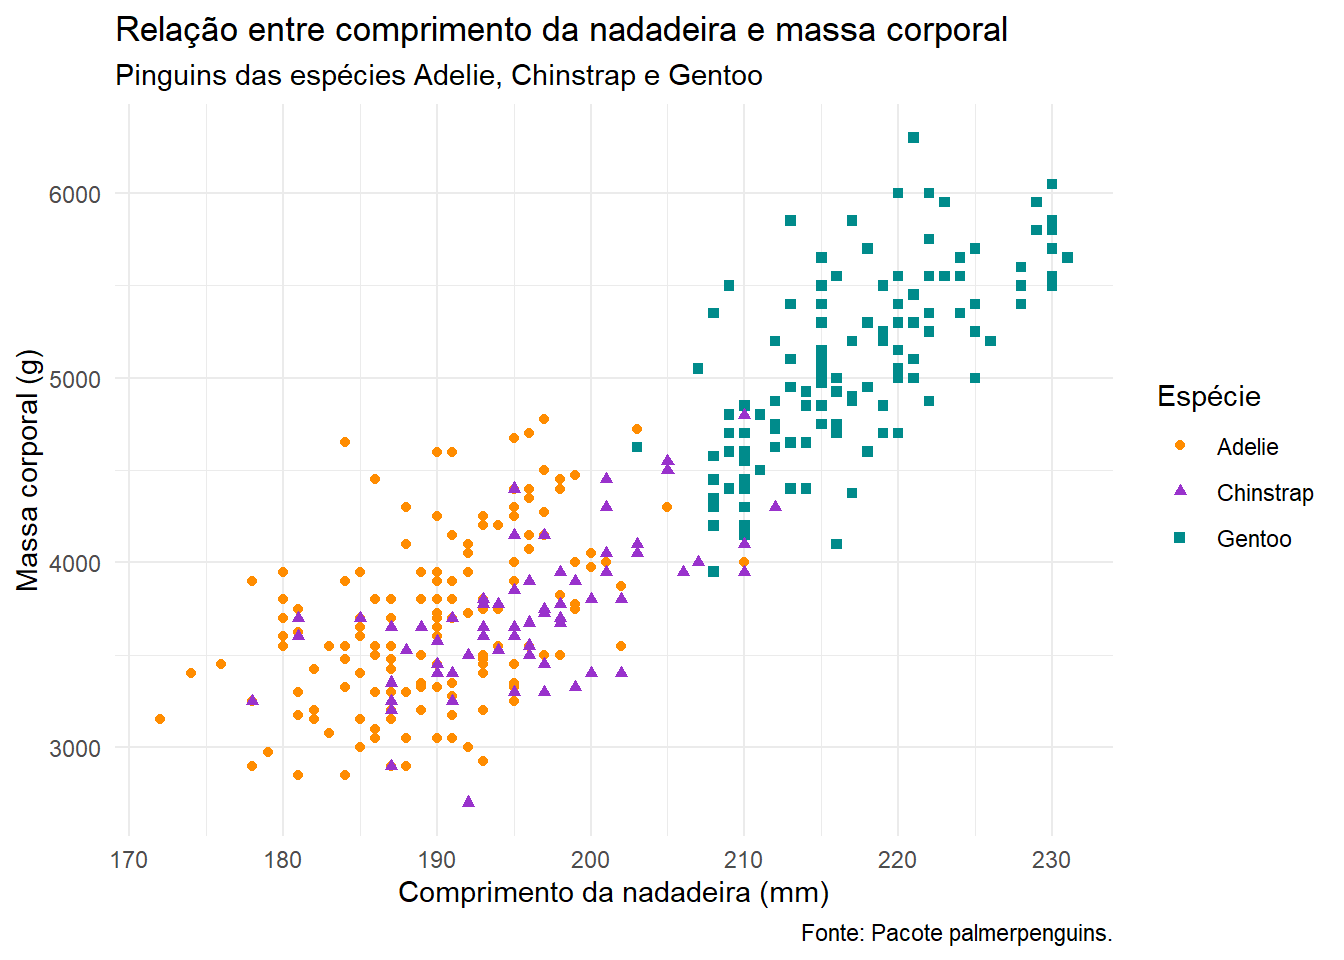 Relação entre comprimento da nadadeira e massa corporal
Pinguins das espécies Adelie, Chinstrap e Gentoo
Massa corporal (g)
6000
5000
4000
3000
170 180 190 200 210 220 230
Comprimento da nadadeira (mm)
Espécie
Adelie
Chinstrap
Gentoo
Fonte: Pacote palmerpenguins.